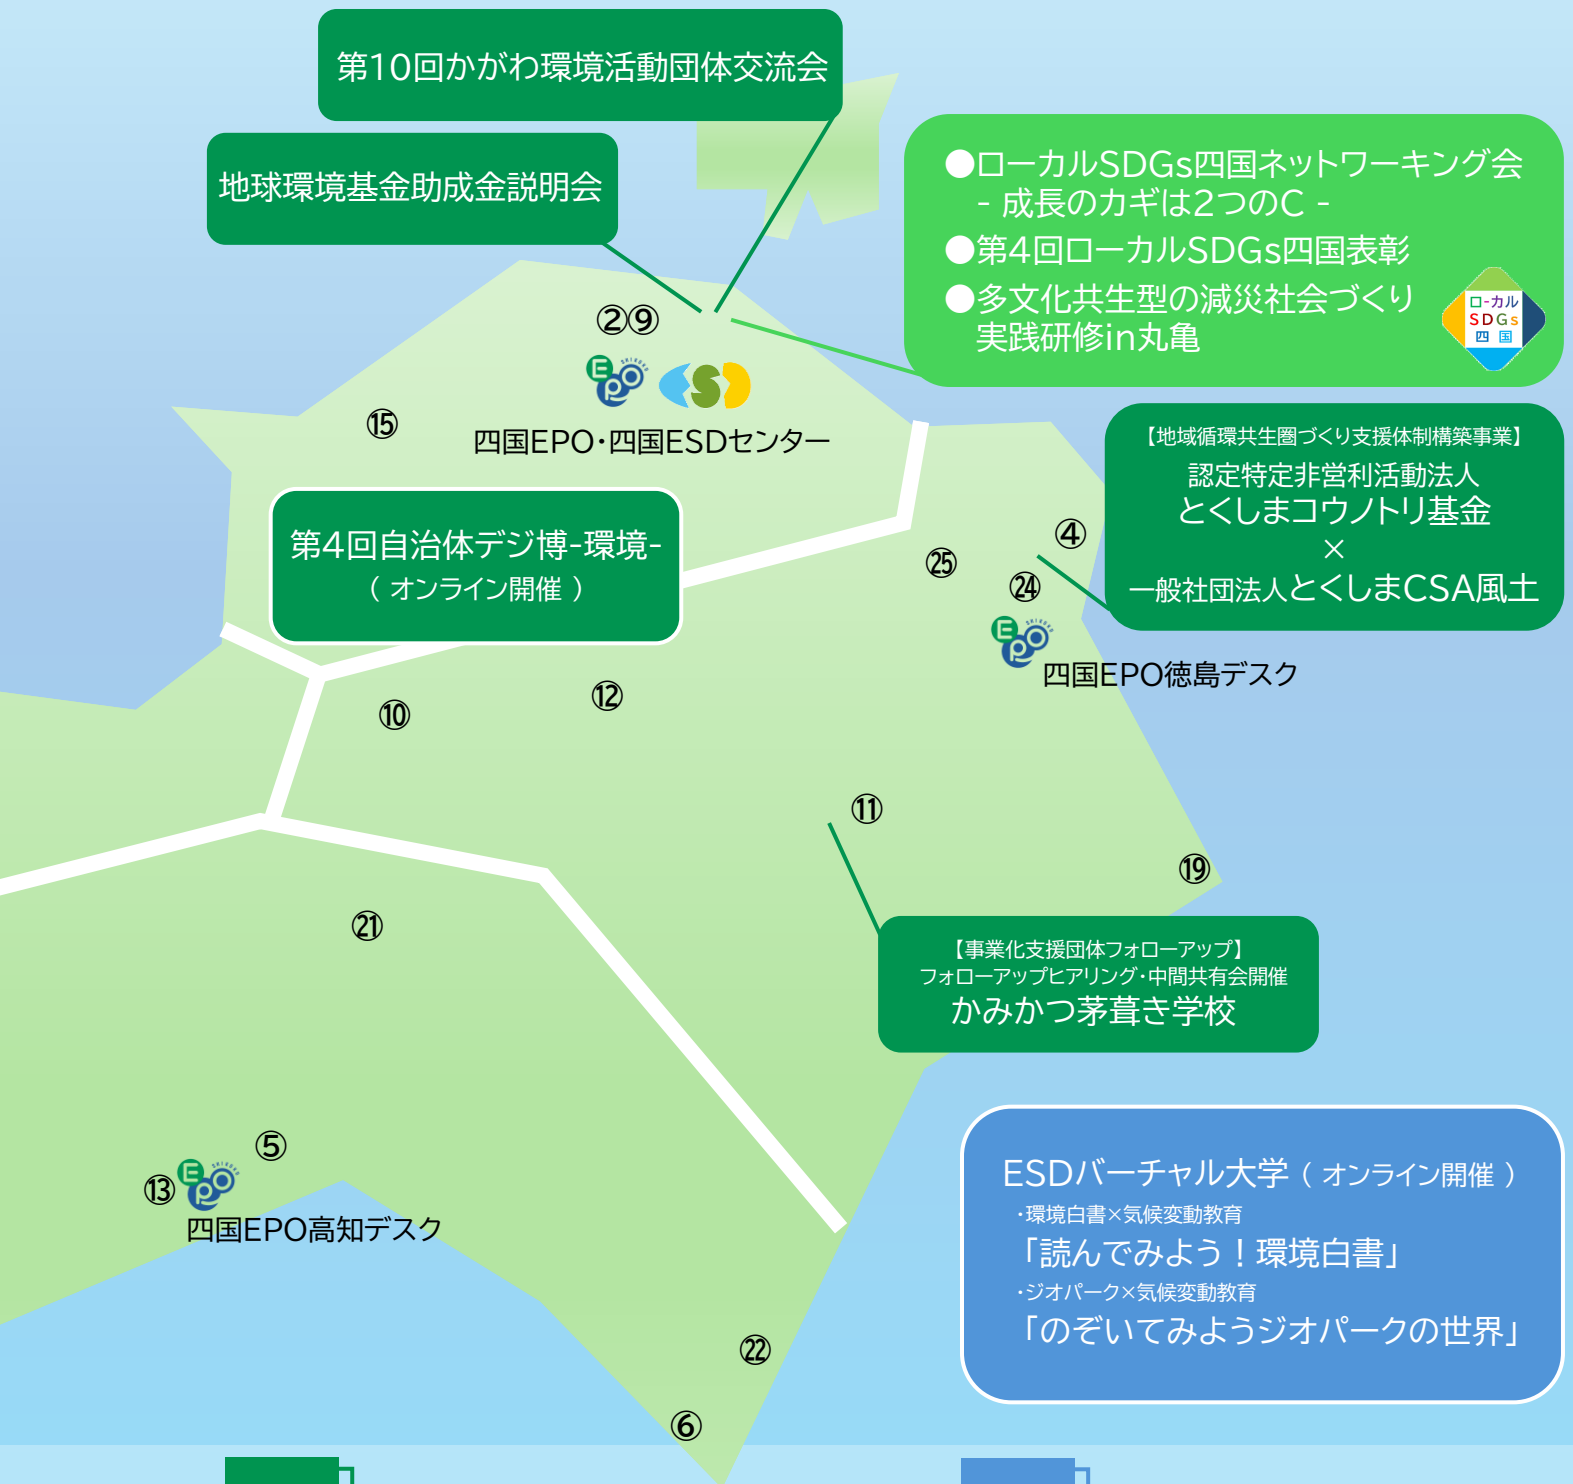 第10回かがわ環境活動団体交流会
地球環境基金助成金説明会
●ローカルSDGs四国ネットワーキング会
- 成長のカギは2つのC -
●第4回ローカルSDGs四国表彰
●多文化共生型の減災社会づくり
実践研修in丸亀
ローカル
SDGs
四国
②⑨
EPO SHIKOKU
ESD
四国EPO・四国ESDセンター
⑮
【地域循環共生圏づくり支援体制構築事業】
認定特定非営利活動法人
とくしまコウノトリ基金
×
一般社団法人とくしまCSA風土
第4回自治体デジ博-環境-
( オンライン開催 )
④
㉕
㉔
EPO SHIKOKU
四国EPO徳島デスク
⑫
⑩
⑪
⑲
㉑
【事業化支援団体フォローアップ】
フォローアップヒアリング・中間共有会開催
かみかつ茅葺き学校
⑤
⑬
EPO SHIKOKU
四国EPO高知デスク
ESDバーチャル大学 ( オンライン開催 )
・環境白書×気候変動教育
「読んでみよう！環境白書」
・ジオパーク×気候変動教育
「のぞいてみようジオパークの世界」
㉒
⑥